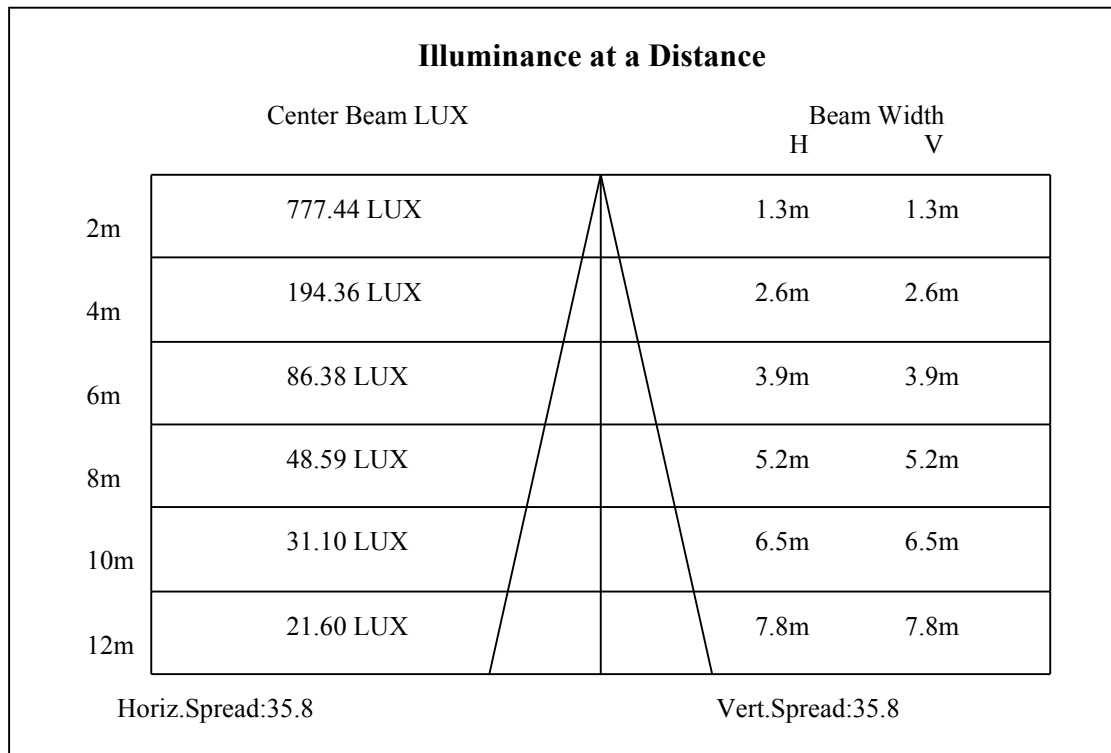 Illuminance at a Distance
Center Beam LUX Beam Width
H V
777.44 LUX 1.3m 1.3m
2m
194.36 LUX 2.6m 2.6m
4m
86.38 LUX 3.9m 3.9m
6m
48.59 LUX 5.2m 5.2m
8m
31.10 LUX 6.5m 6.5m
10m
21.60 LUX 7.8m 7.8m
12m
Horiz.Spread:35.8 Vert.Spread:35.8